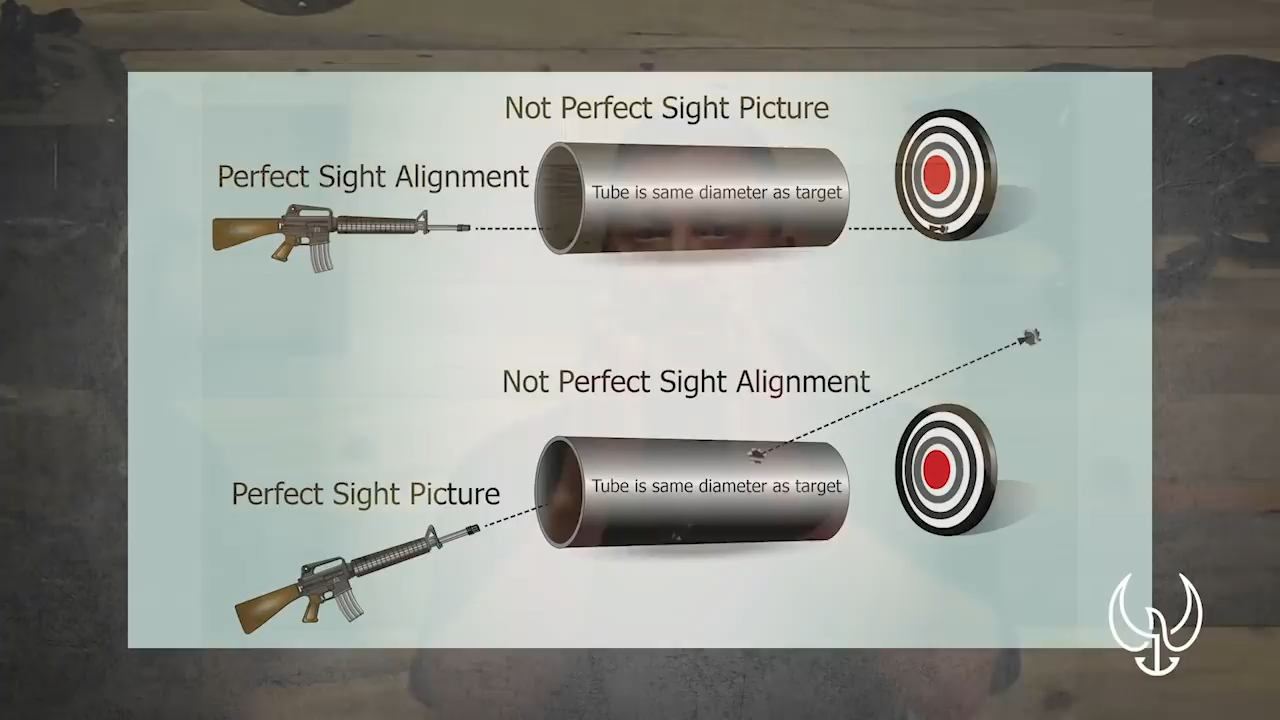 Not Perfect Sight Picture
Perfect Sight Alignment
Tube is same diameter as target
Not Perfect Sight Alignment
Tube is same diameter as target
Perfect Sight Picture